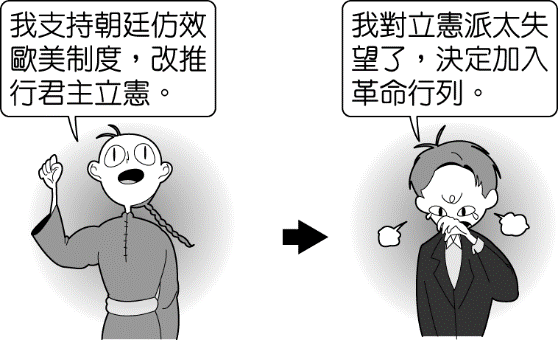 我支持朝廷仿效
歐美制度，改推
行君主立憲。
我對立憲派太失
望了，決定加入
革命行列。